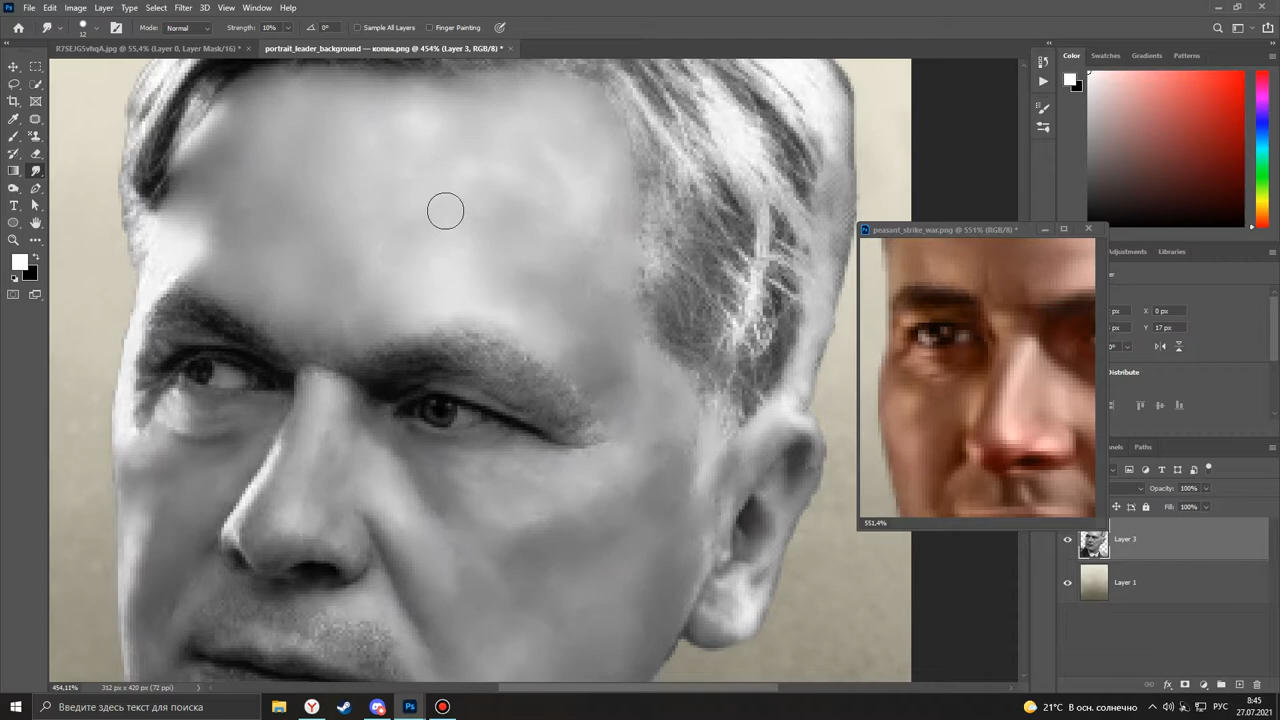 File Edit Image Layer Type Select Filter 3D View Window Help
12 Mode: Normal Strength: 10% 0° Sample All Layers Finger Painting
R7SEJG5vhqA.jpg @ 55,4% (Layer 0, Layer Mask/16) * × portrait_leader_background — копия.png @ 454% (Layer 3, RGB/8) * ×
Color Swatches Gradients Patterns
peasant_strike_war.png @ 551% (RGB/8) *
Adjustments Libraries
px X 0 px
px Y 17 px
Distribute
Paths
Opacity: 100%
Fill: 100%
Layer 3
Layer 1
551,4%
454,11% 312 px x 420 px (72 ppi)
Введите здесь текст для поиска
21°C В осн. солнечно РУС 8:45
27.07.2021